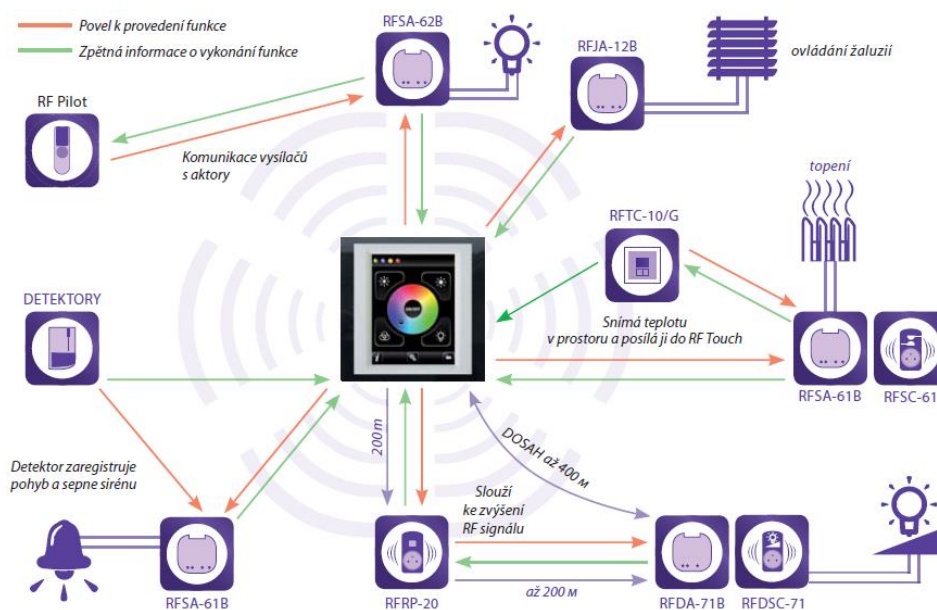 Povel k provedení funkce
Zpětná informace o vykonání funkce
RFSA-62B
RFJA-12B
ovládání žaluzií
RF Pilot
Komunikace vysílačů
s aktory
topení
RFTC-10/G
DETEKTORY
ON/OFF
Snímá teplotu
v prostoru a posílá ji do RF Touch
RFSA-61B
RFSC-61
200 m
DOSAH až 400 м
Detektor zaregistruje
pohyb a sepne sirénu
Slouží
ke zvýšení
RF signálu
RFSA-61B
RFRP-20
až 200 м
RFDA-71B
RFDSC-71